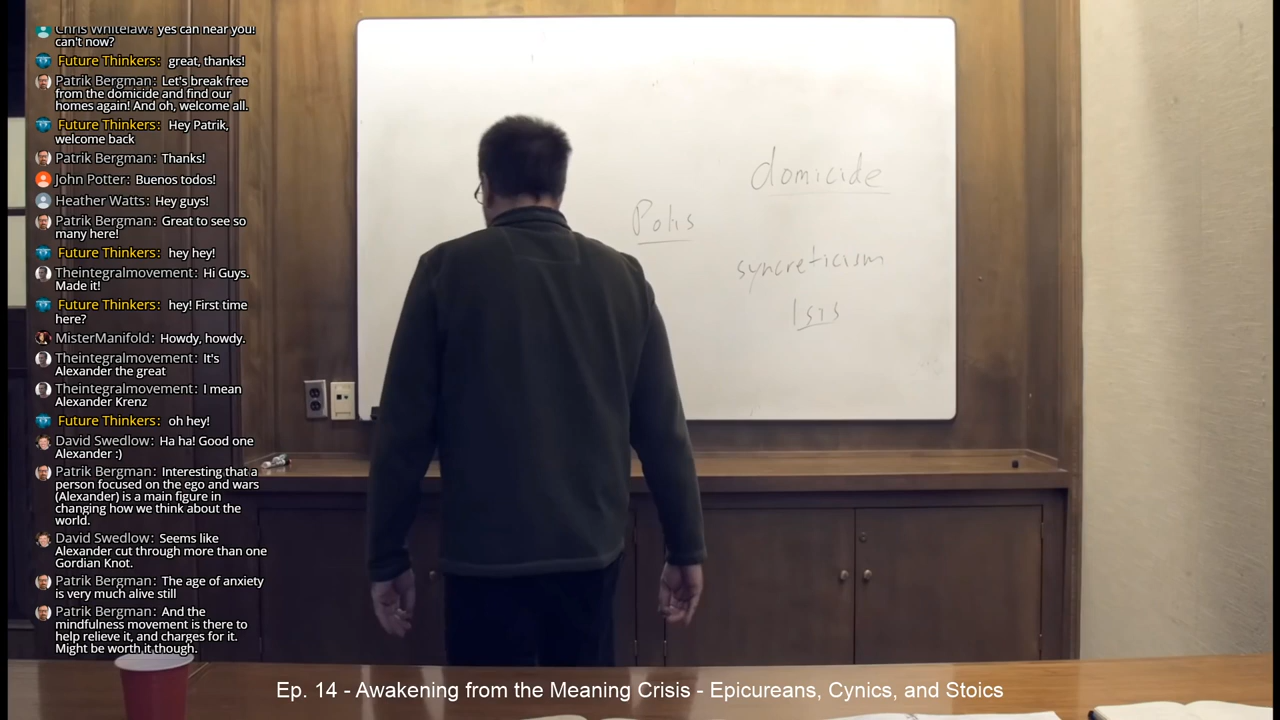 Chris Whitelaw: yes can hear you!
can't now?
Future Thinkers: great, thanks!
Patrik Bergman: Let's break free
from the domicide and find our
homes again! And oh, welcome all.
Future Thinkers: Hey Patrik,
welcome back
Patrik Bergman: Thanks!
John Potter: Buenos todos!
Heather Watts: Hey guys!
Patrik Bergman: Great to see so
many here!
Future Thinkers: hey hey!
Theintegralmovement: Hi Guys.
Made it!
Future Thinkers: hey! First time
here?
MisterManifold: Howdy, howdy.
Theintegralmovement: It's
Alexander the great
Theintegralmovement: I mean
Alexander Krenz
Future Thinkers: oh hey!
David Swedlow: Ha ha! Good one
Alexander :)
Patrik Bergman: Interesting that a
person focused on the ego and wars
(Alexander) is a main figure in
changing how we think about the
world.
David Swedlow: Seems like
Alexander cut through more than one
Gordian Knot.
Patrik Bergman: The age of anxiety
is very much alive still
Patrik Bergman: And the
mindfulness movement is there to
help relieve it, and charges for it.
Might be worth it though.
domicide
Polis
syncreticism
Isis
Ep. 14 - Awakening from the Meaning Crisis - Epicureans, Cynics, and Stoics